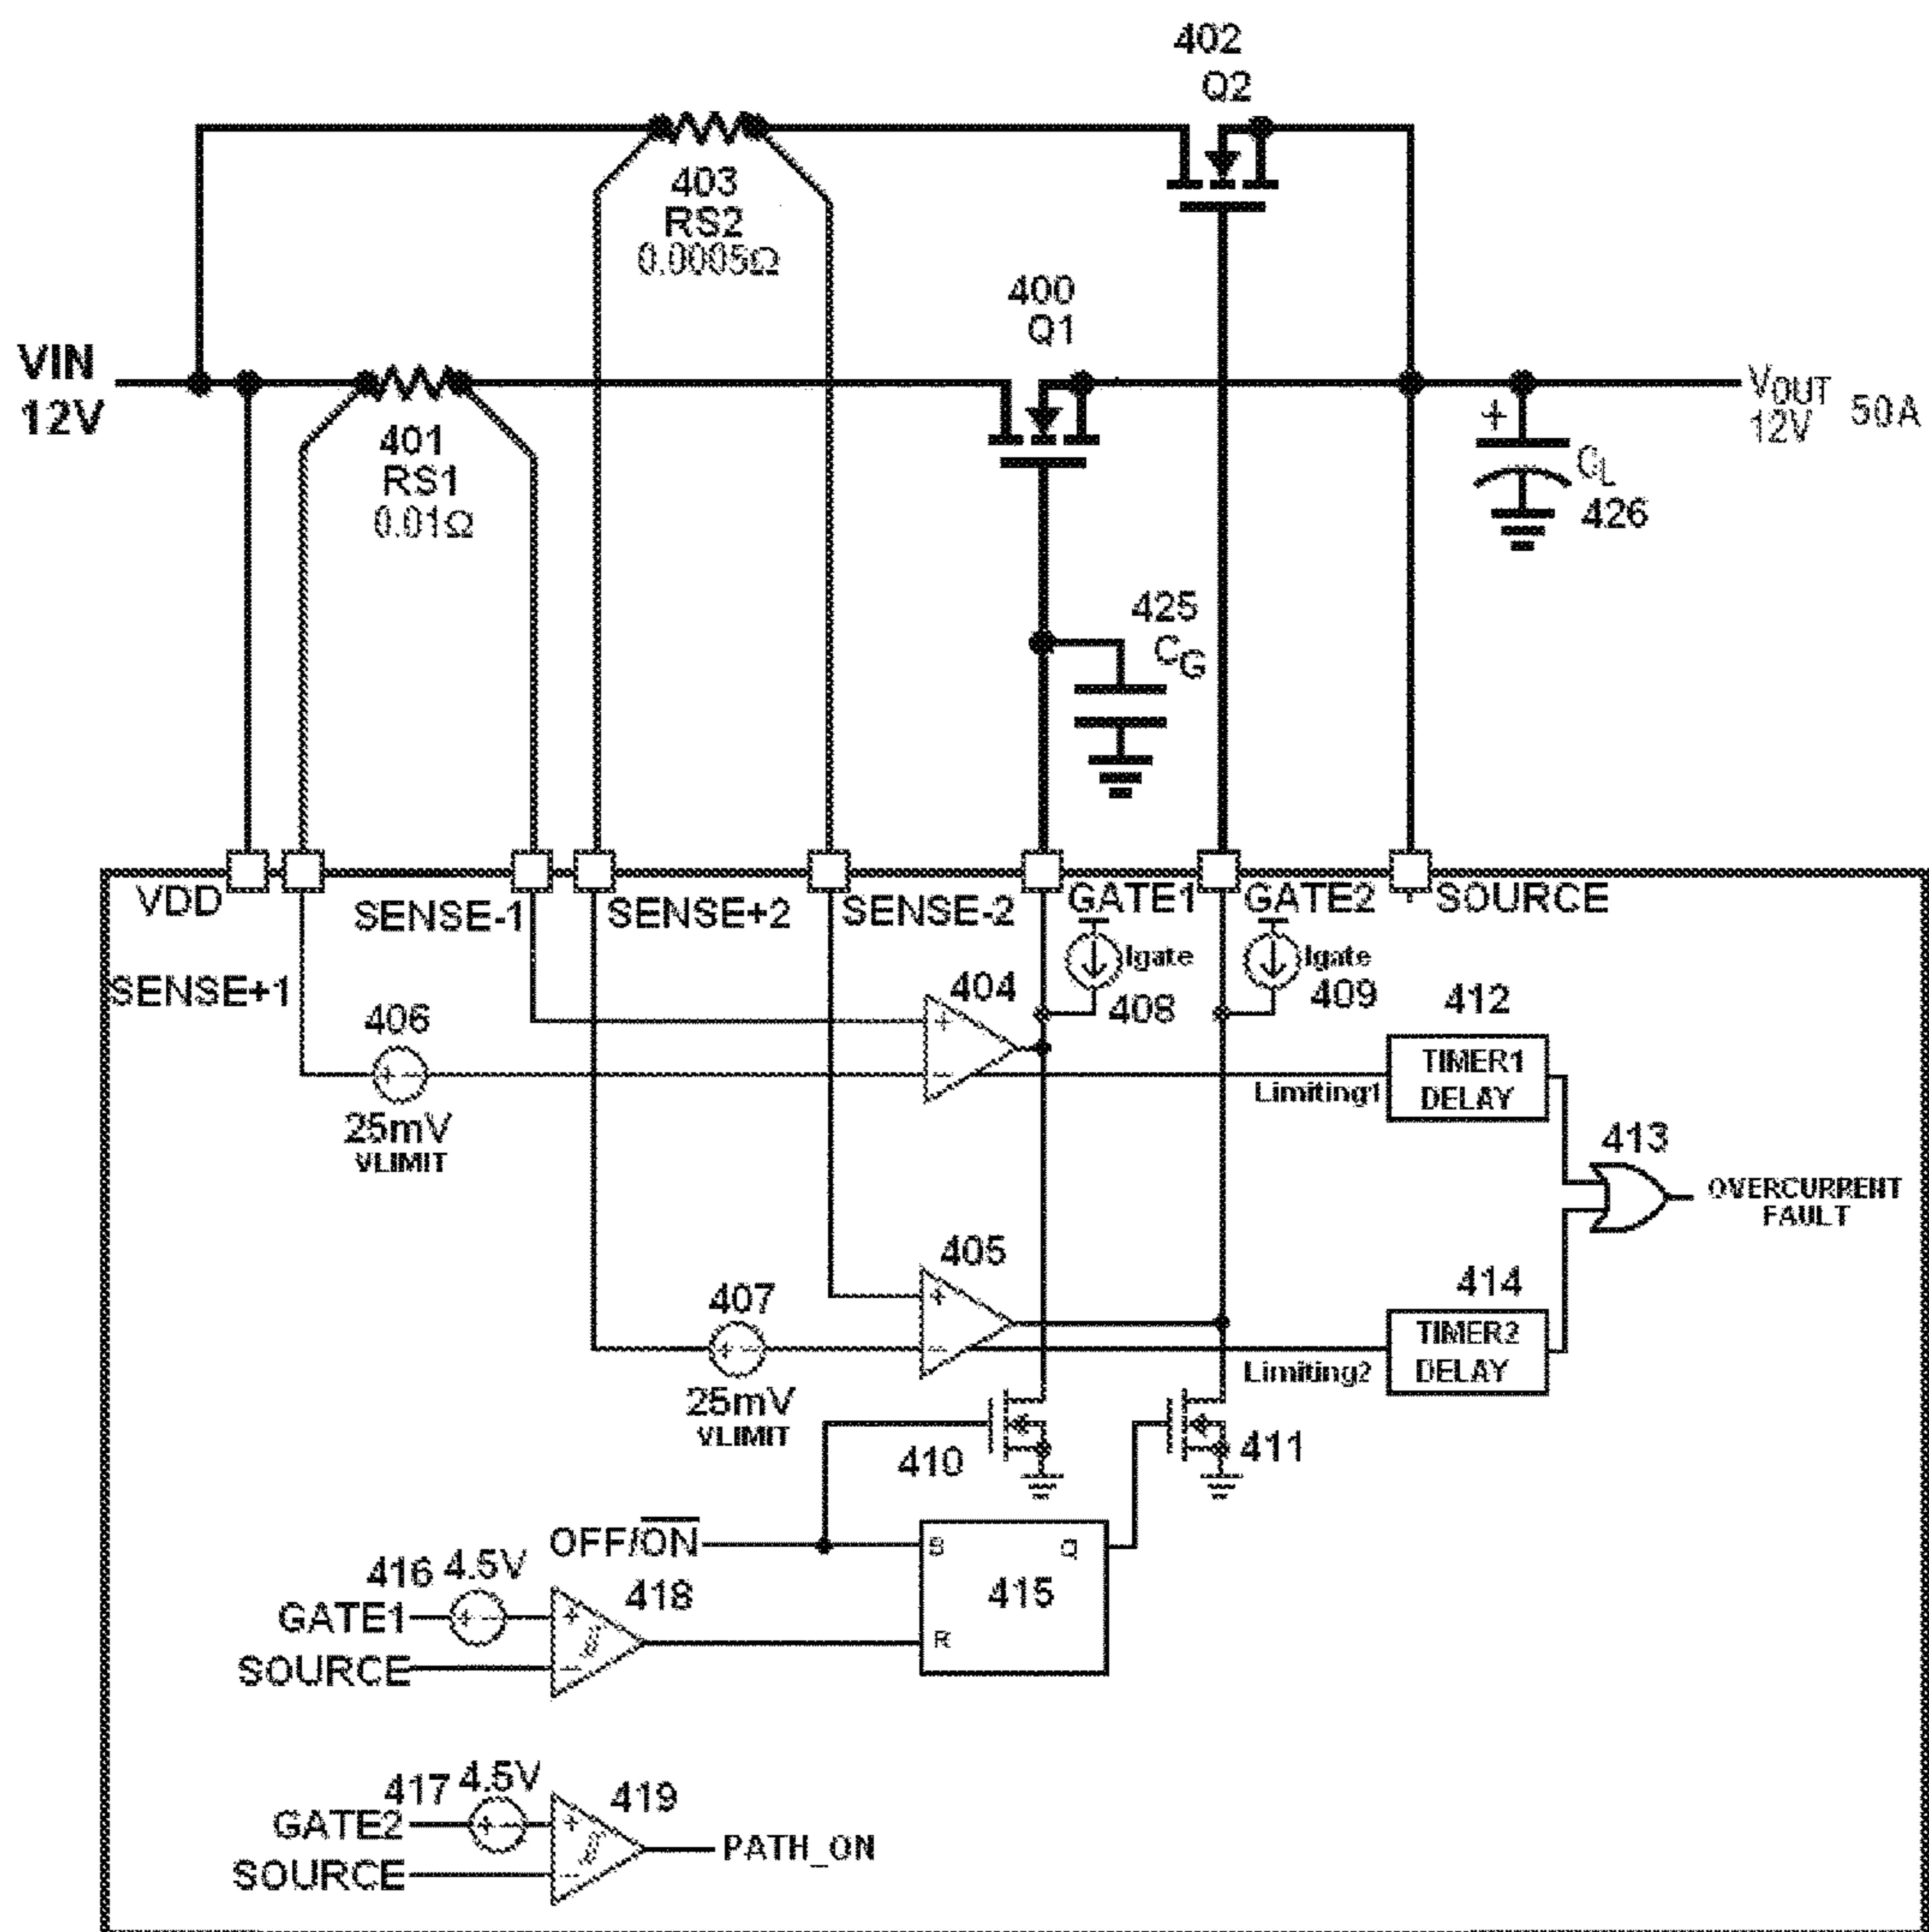 402
Q2
403
RS2
0.0005Ω
400
Q1
VIN
12V
401
RS1
0.01Ω
VOUT
12V
50A
+
CL
426
425
CG
VDD
SENSE+1
SENSE-1
SENSE+2
SENSE-2
GATE1
GATE2
SOURCE
Igate
408
Igate
409
404
+
−
406
+ −
25mV
VLIMIT
412
TIMER1
DELAY
Limiting1
413
OVERCURRENT
FAULT
405
+
−
407
+ −
25mV
VLIMIT
414
TIMER2
DELAY
Limiting2
410
411
OFF/ON
S
Q
415
R
416
4.5V
GATE1
+ −
+
−
418
SOURCE
417
4.5V
GATE2
+ −
+
−
419
SOURCE
PATH_ON